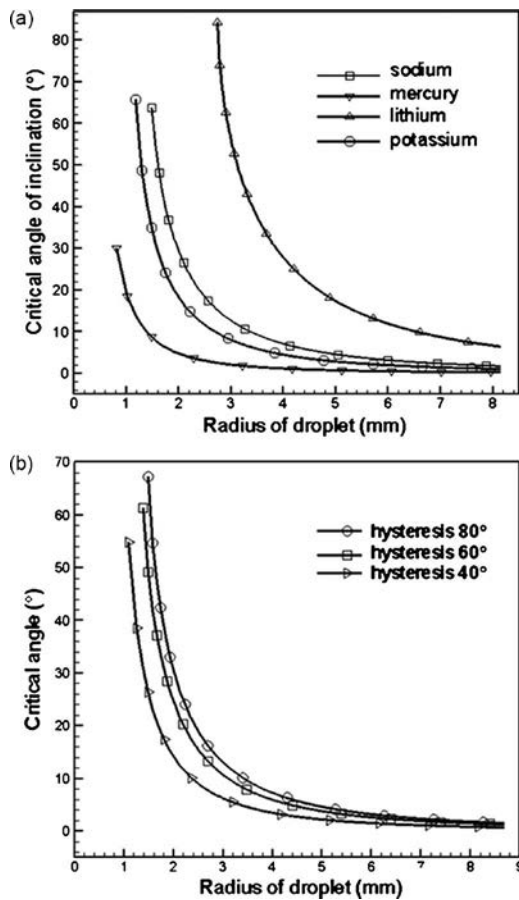 (a)
Critical angle of inclination (°)
80
70
60
50
40
30
20
10
0
sodium
mercury
lithium
potassium
0 1 2 3 4 5 6 7 8
Radius of droplet (mm)
(b)
Critical angle (°)
70
60
50
40
30
20
10
0
hysteresis 80°
hysteresis 60°
hysteresis 40°
0 1 2 3 4 5 6 7 8 9
Radius of droplet (mm)